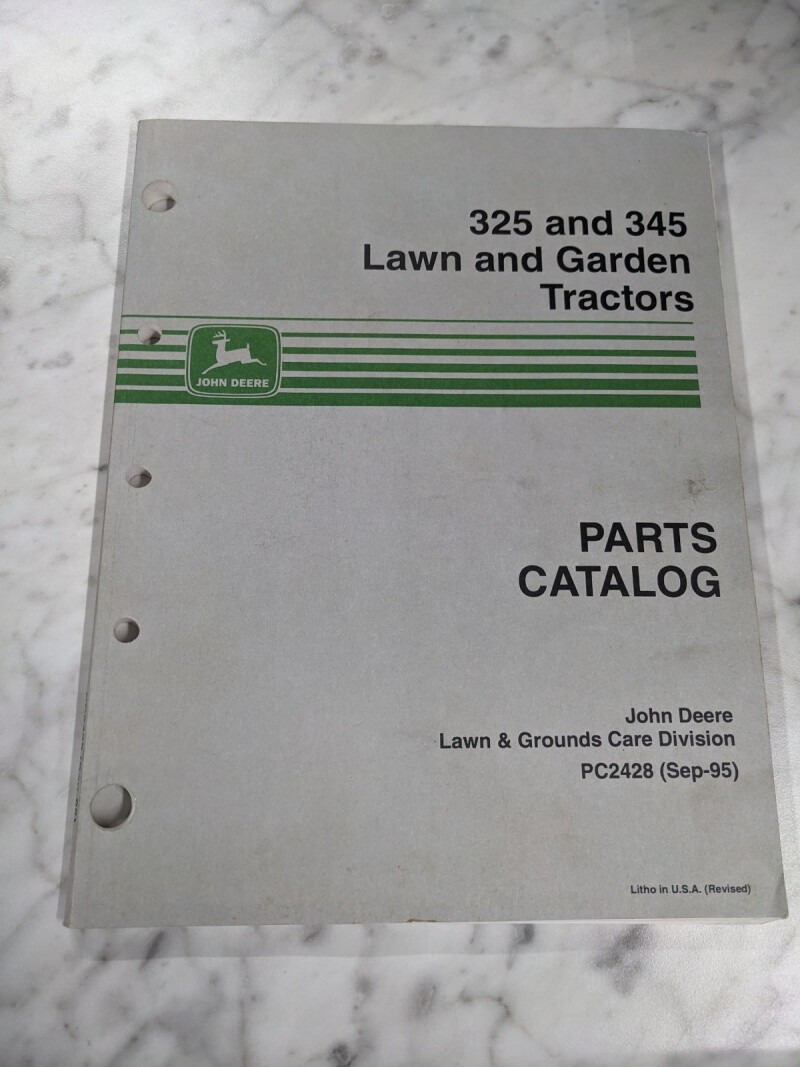 325 and 345
Lawn and Garden
Tractors
JOHN DEERE
PARTS
CATALOG
John Deere
Lawn & Grounds Care Division
PC2428 (Sep-95)
Litho in U.S.A. (Revised)